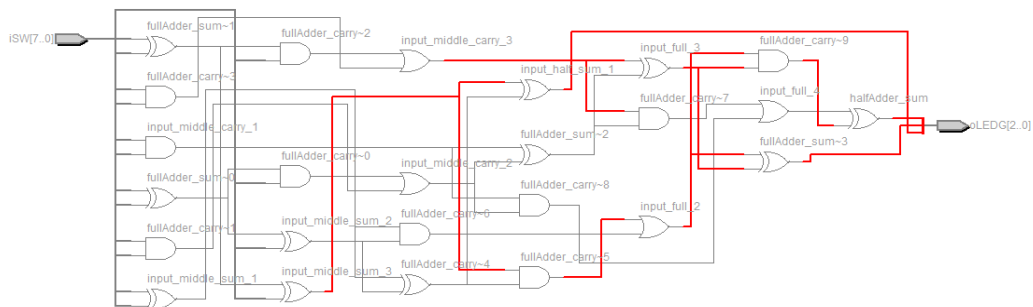 iSW[7..0]
fullAdder_sum~1
fullAdder_carry~3
input_middle_carry_1
fullAdder_sum~0
fullAdder_carry~1
input_middle_sum_1
fullAdder_carry~2
fullAdder_carry~0
input_middle_sum_2
input_middle_sum_3
input_middle_carry_3
input_middle_carry_2
fullAdder_carry~6
fullAdder_carry~4
input_half_sum_1
fullAdder_sum~2
fullAdder_carry~8
fullAdder_carry~5
input_full_3
fullAdder_carry~7
input_full_2
fullAdder_carry~9
input_full_4
fullAdder_sum~3
halfAdder_sum
oLEDG[2..0]